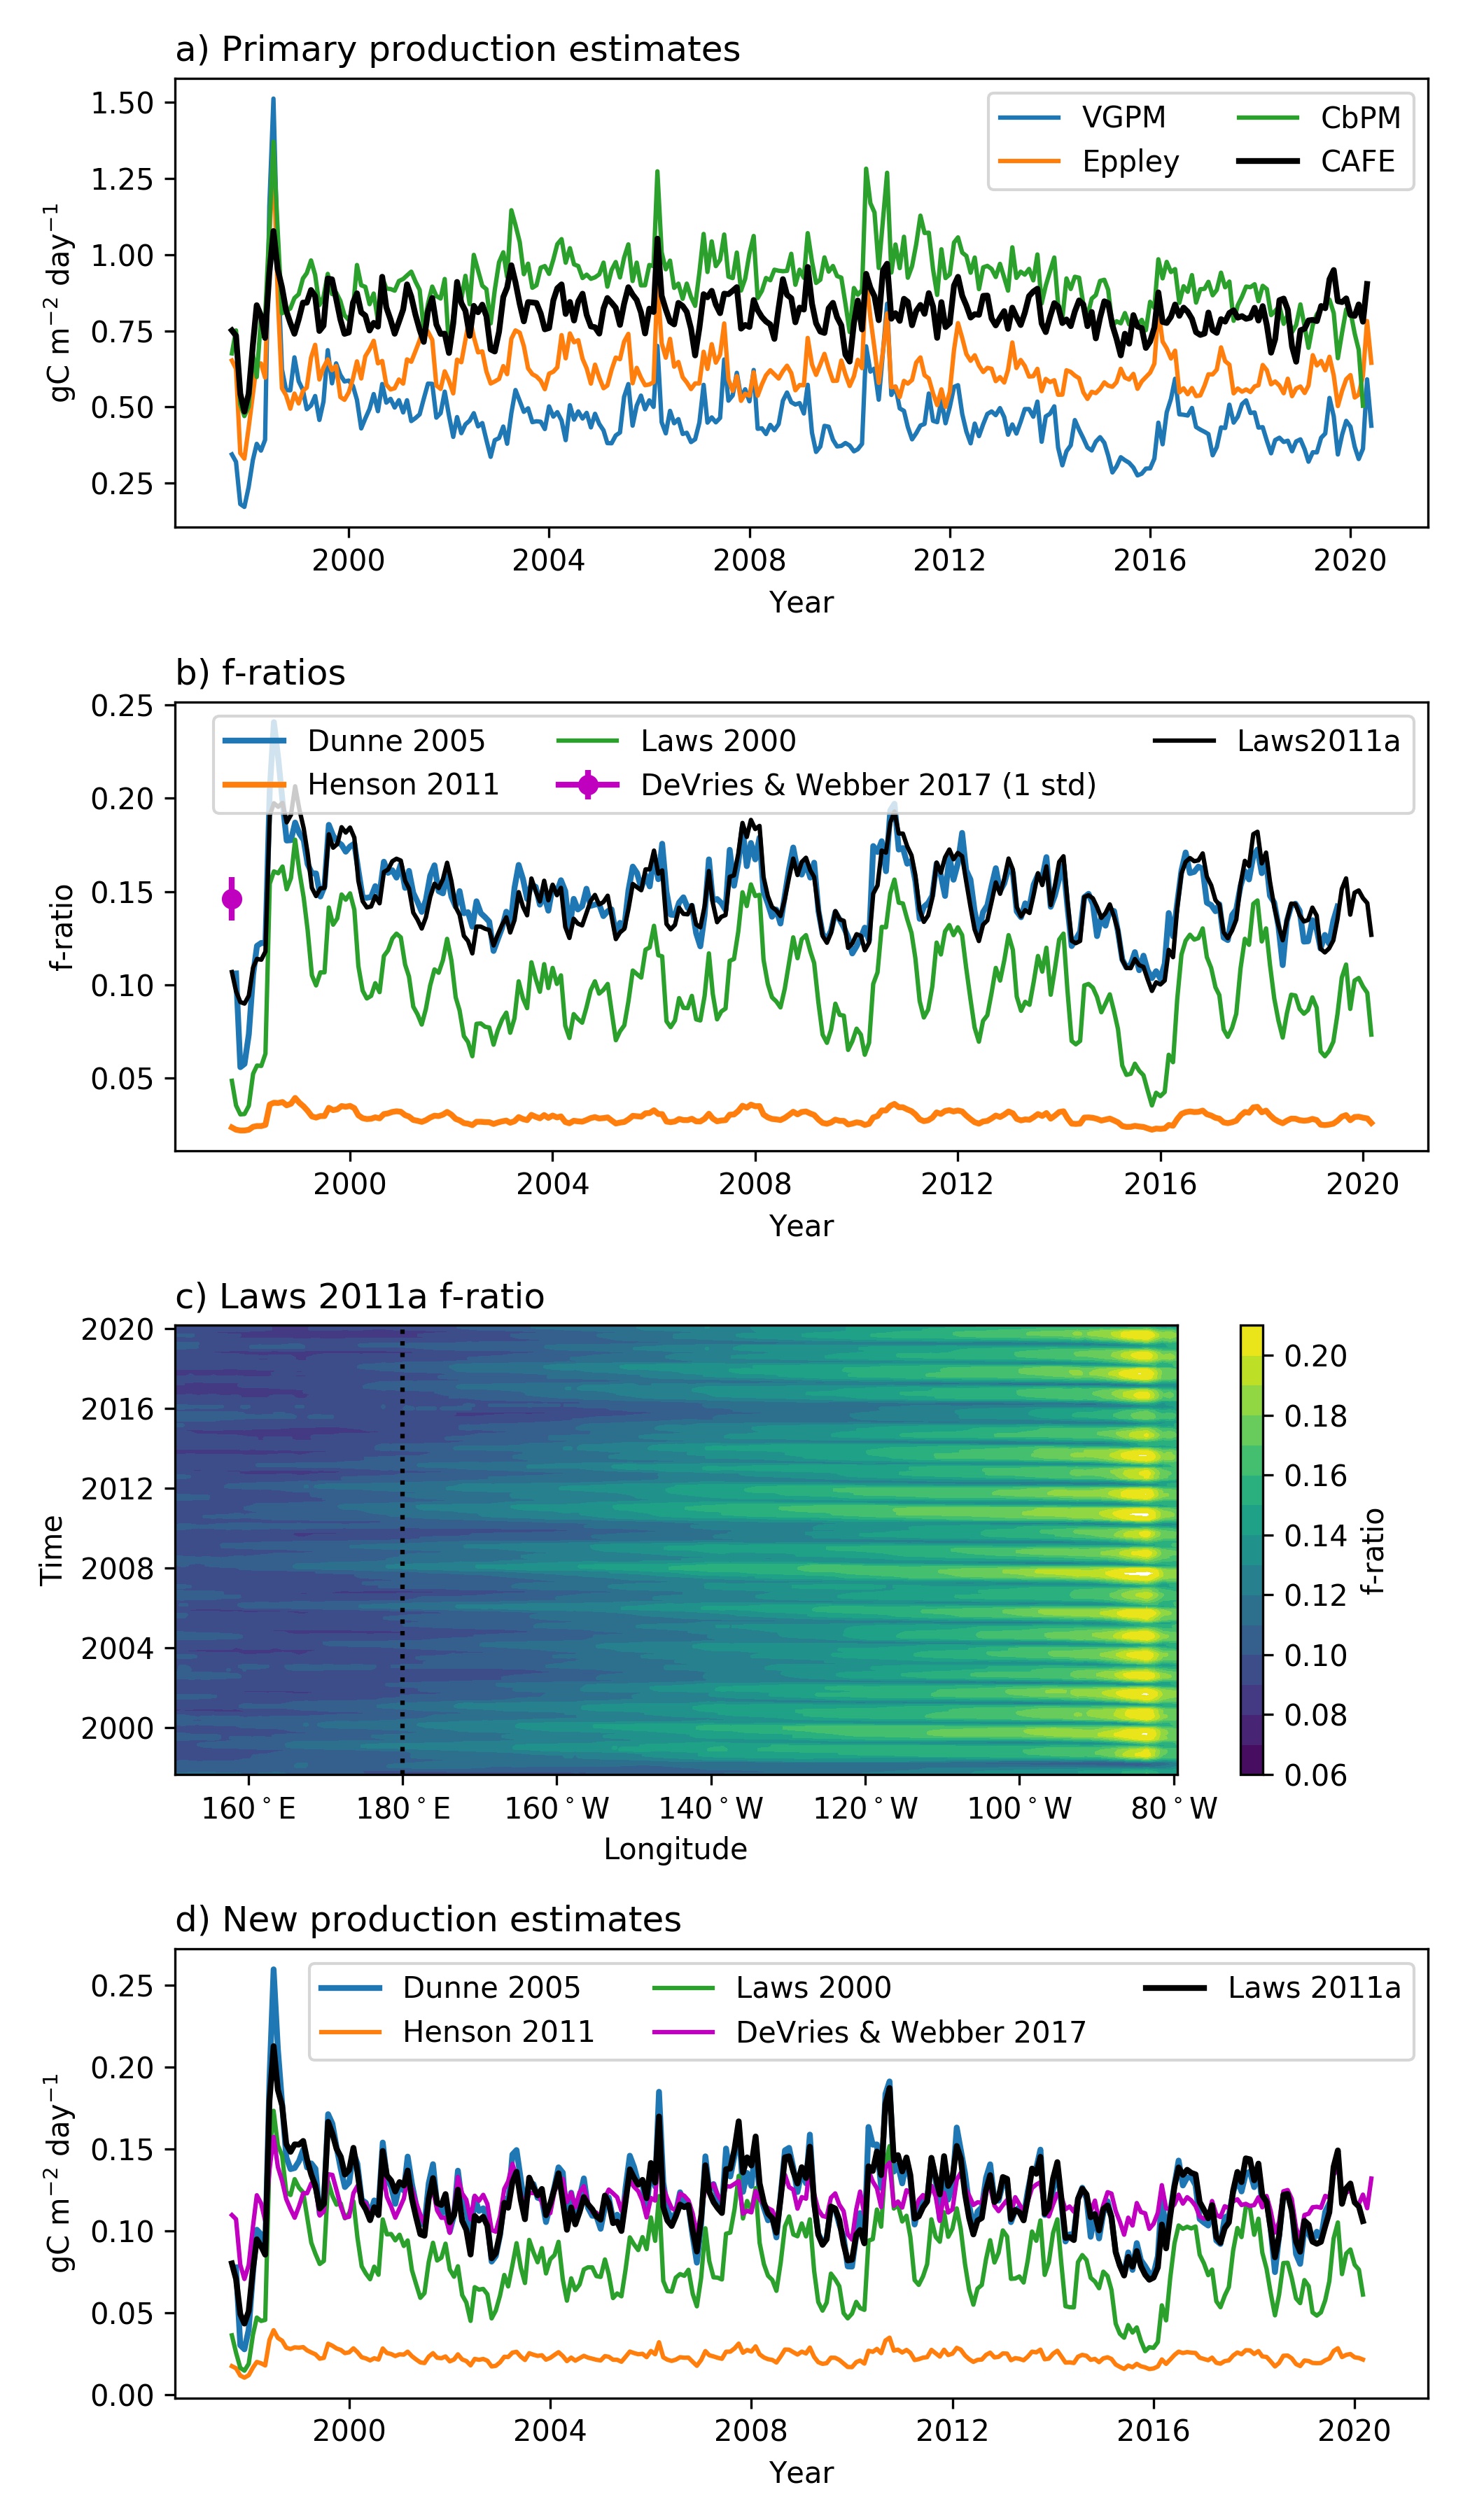 a) Primary production estimates
1.50
1.25
1.00
0.75
0.50
0.25
gC m⁻² day⁻¹
VGPM
Eppley
CbPM
CAFE
2000 2004 2008 2012 2016 2020
Year
b) f-ratios
0.25
0.20
0.15
0.10
0.05
f-ratio
Dunne 2005
Henson 2011
Laws 2000
DeVries & Webber 2017 (1 std)
Laws2011a
2000 2004 2008 2012 2016 2020
Year
c) Laws 2011a f-ratio
2020
2016
2012
2008
2004
2000
Time
160°E 180°E 160°W 140°W 120°W 100°W 80°W
Longitude
0.20
0.18
0.16
0.14
0.12
0.10
0.08
0.06
f-ratio
d) New production estimates
0.25
0.20
0.15
0.10
0.05
0.00
gC m⁻² day⁻¹
Dunne 2005
Henson 2011
Laws 2000
DeVries & Webber 2017
Laws 2011a
2000 2004 2008 2012 2016 2020
Year